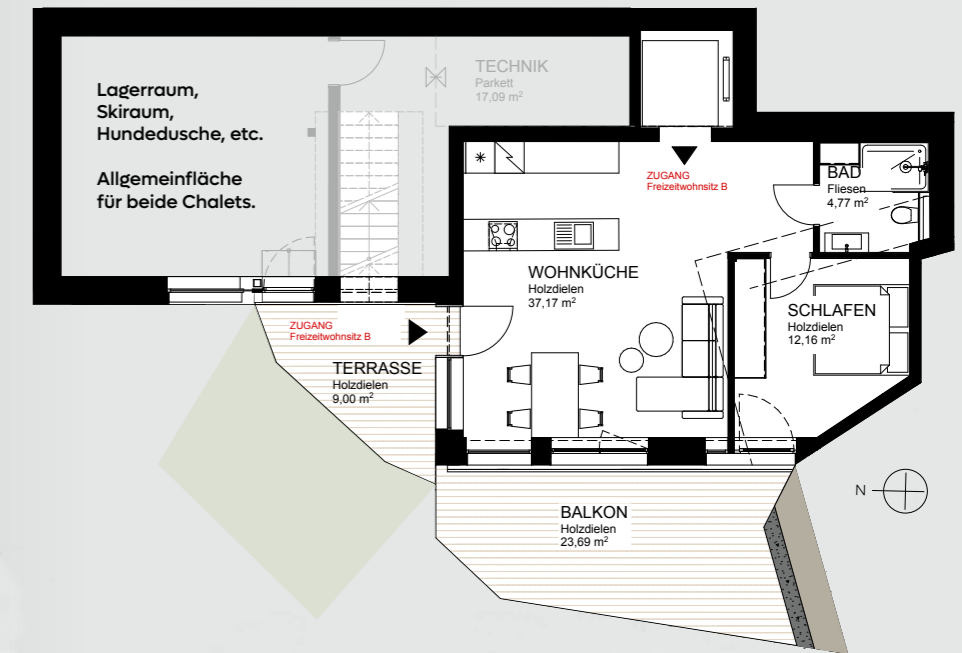 Lagerraum,
Skiraum,
Hundedusche, etc.
Allgemeinfläche
für beide Chalets.
TECHNIK
Parkett
17,09 m²
ZUGANG
Freizeitwohnsitz B
BAD
Fliesen
4,77 m²
WOHNKÜCHE
Holzdielen
37,17 m²
SCHLAFEN
Holzdielen
12,16 m²
ZUGANG
Freizeitwohnsitz B
TERRASSE
Holzdielen
9,00 m²
BALKON
Holzdielen
23,69 m²
N